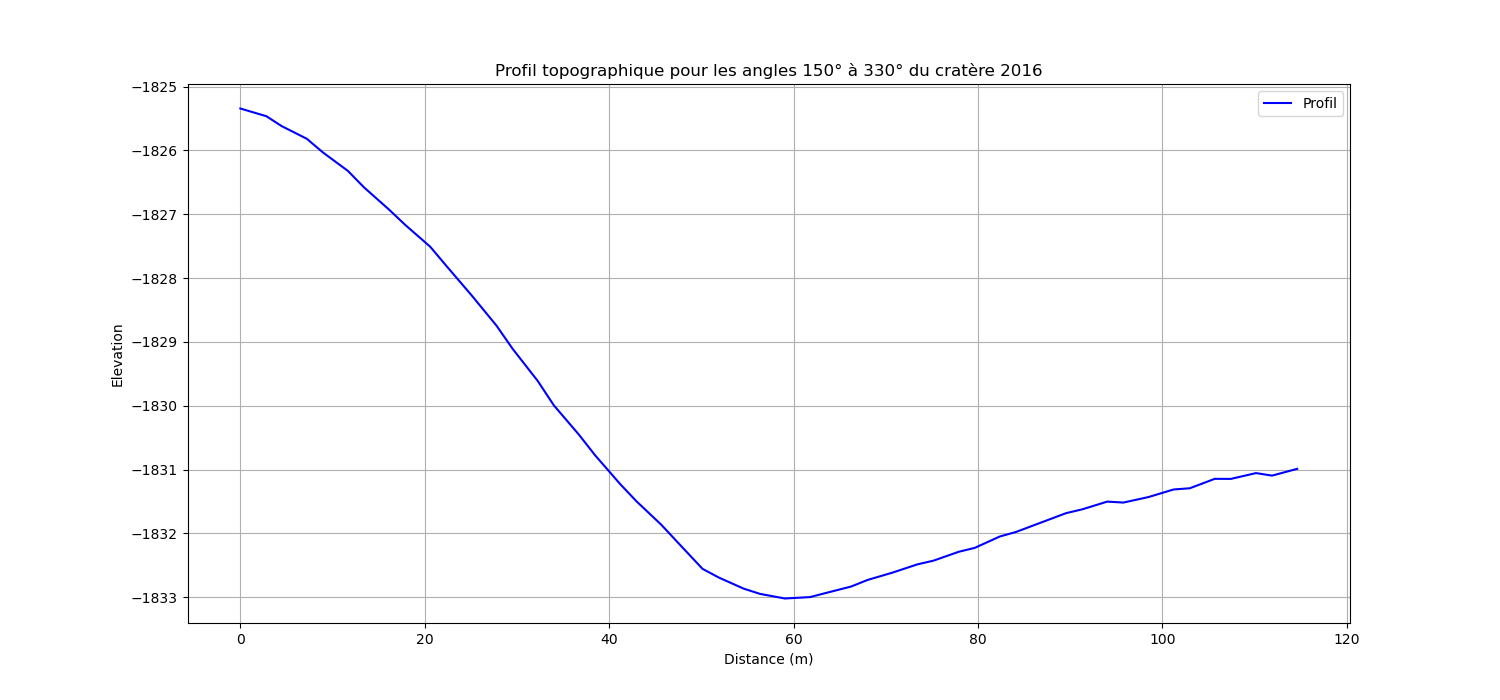 Profil topographique pour les angles 150° à 330° du cratère 2016
Profil
Elevation
−1825
−1826
−1827
−1828
−1829
−1830
−1831
−1832
−1833
0 20 40 60 80 100 120
Distance (m)